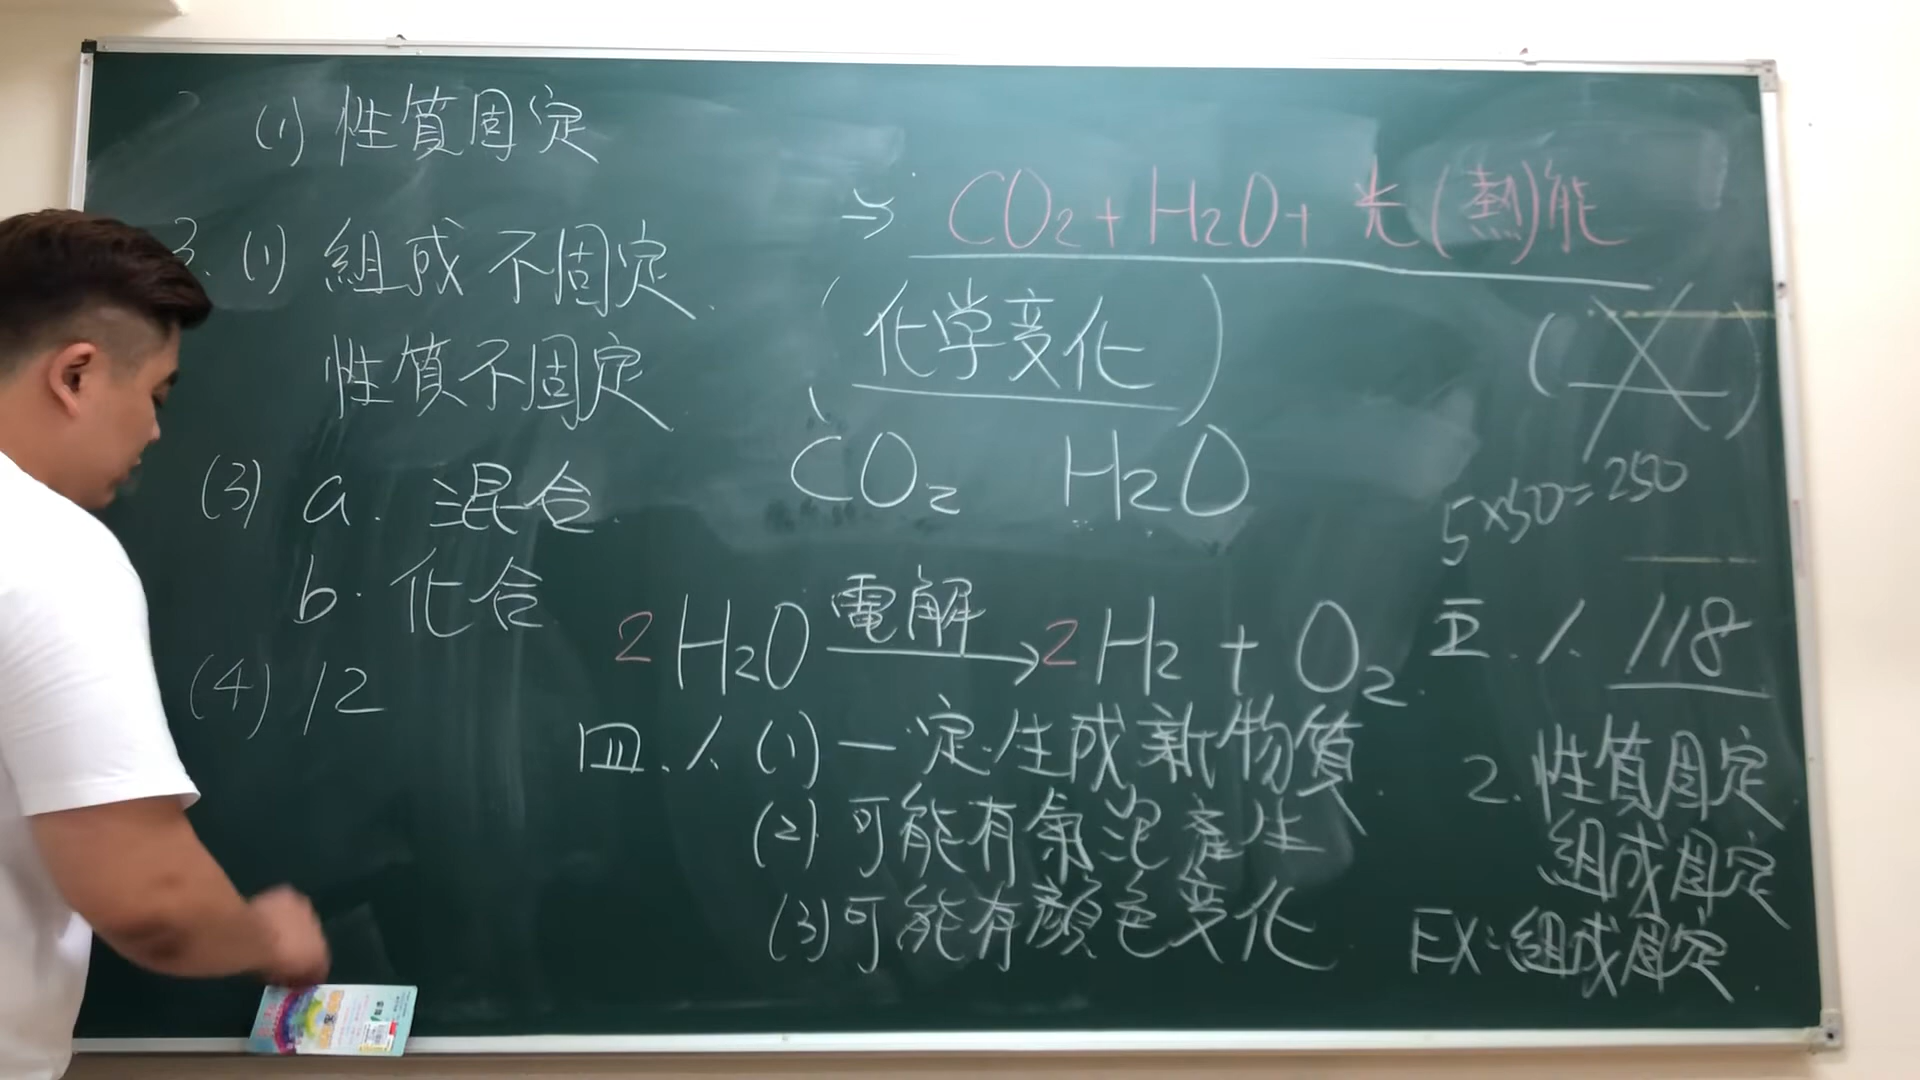 (1) 性質固定
3. (1) 組成不固定.
性質不固定.
(3) a. 混合.
b. 化合
(4) 12
→ CO₂ + H₂O + 光(熱)能
(化学变化)
CO₂ H₂O
2H₂O 電解→ 2H₂ + O₂.
四. 1. (1) 一定生成新物質.
(2) 可能有氣泡產生
(3) 可能有顏色变化
5×50=250
五. 1. 118
2. 性質固定
組成固定
EX: 組成固定.